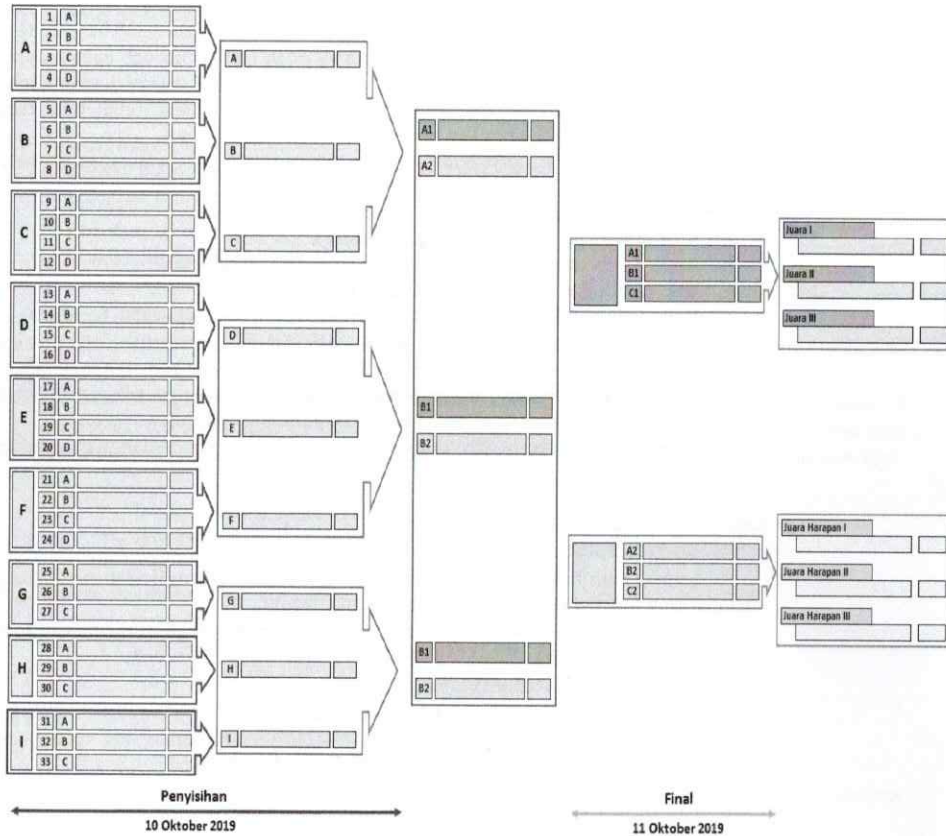 A
1 A
2 B
3 C
4 D
B
5 A
6 B
7 C
8 D
C
9 A
10 B
11 C
12 D
D
13 A
14 B
15 C
16 D
E
17 A
18 B
19 C
20 D
F
21 A
22 B
23 C
24 D
G
25 A
26 B
27 C
H
28 A
29 B
30 C
I
31 A
32 B
33 C
A
B
C
D
E
F
G
H
I
A1
A2
B1
B2
B1
B2
A1
B1
C1
A2
B2
C2
Juara I
Juara II
Juara III
Juara Harapan I
Juara Harapan II
Juara Harapan III
Penyisihan
10 Oktober 2019
Final
11 Oktober 2019